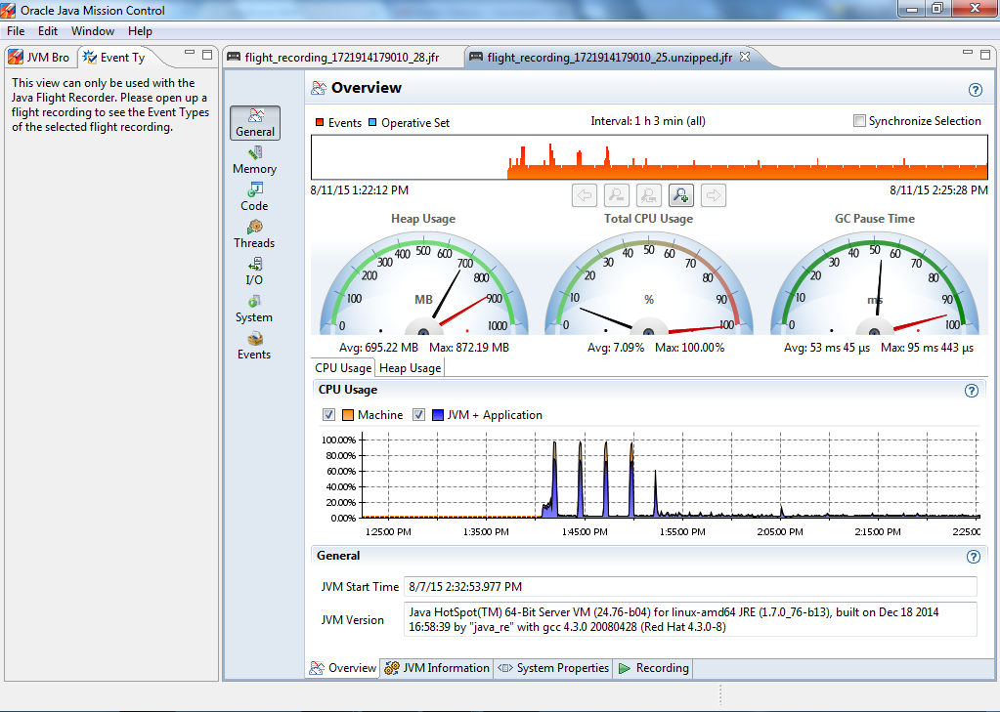 Oracle Java Mission Control
File Edit Window Help
JVM Bro
Event Ty
This view can only be used with the
Java Flight Recorder. Please open up a
flight recording to see the Event Types
of the selected flight recording.
flight_recording_1721914179010_28.jfr
flight_recording_1721914179010_25.unzipped.jfr
General
Memory
Code
Threads
I/O
System
Events
Overview
Events Operative Set
Interval: 1 h 3 min (all)
Synchronize Selection
8/11/15 1:22:12 PM
8/11/15 2:25:28 PM
Heap Usage
0 100 200 300 400 500 600 700 800 900 1000
MB
Avg: 695.22 MB Max: 872.19 MB
Total CPU Usage
0 10 20 30 40 50 60 70 80 90 100
%
Avg: 7.09% Max: 100.00%
GC Pause Time
0 10 20 30 40 50 60 70 80 90 100
ms
Avg: 53 ms 45 µs Max: 95 ms 443 µs
CPU Usage Heap Usage
CPU Usage
Machine JVM + Application
100.00%
80.00%
60.00%
40.00%
20.00%
0.00%
1:25:00 PM 1:35:00 PM 1:45:00 PM 1:55:00 PM 2:05:00 PM 2:15:00 PM 2:25:00
General
JVM Start Time 8/7/15 2:32:53.977 PM
JVM Version
Java HotSpot(TM) 64-Bit Server VM (24.76-b04) for linux-amd64 JRE (1.7.0_76-b13), built on Dec 18 2014
16:58:39 by "java_re" with gcc 4.3.0 20080428 (Red Hat 4.3.0-8)
Overview JVM Information System Properties Recording